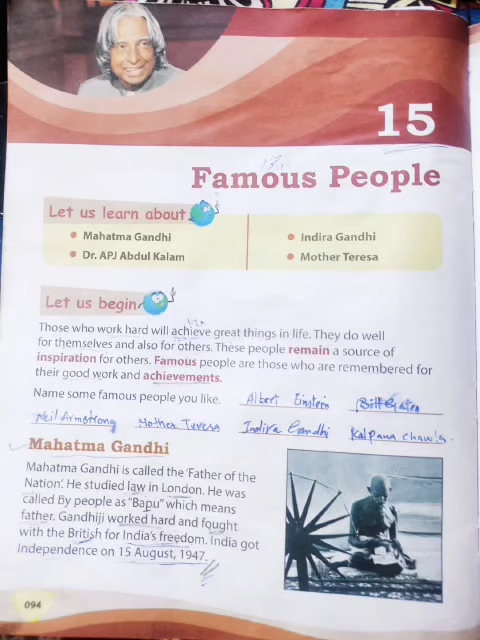 15
Famous People
Let us learn about
Mahatma Gandhi
Dr. APJ Abdul Kalam
Indira Gandhi
Mother Teresa
Let us begin
Those who work hard will achieve great things in life. They do well
for themselves and also for others. These people remain a source of
inspiration for others. Famous people are those who are remembered for
their good work and achievements.
Name some famous people you like. Albert Einstein Bill Gates
Neil Armstrong Mother Teresa Indira Gandhi Kalpana Chawla.
Mahatma Gandhi
Mahatma Gandhi is called the 'Father of the
Nation'. He studied law in London. He was
called by people as "Bapu" which means
father. Gandhiji worked hard and fought
with the British for India's freedom. India got
Independence on 15 August, 1947.
094